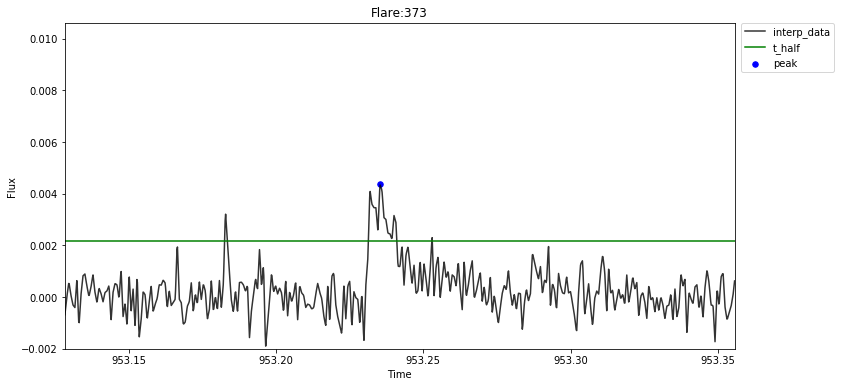 Flare:373
interp_data
t_half
peak
0.010
0.008
0.006
0.004
0.002
0.000
−0.002
Flux
953.15
953.20
953.25
953.30
953.35
Time